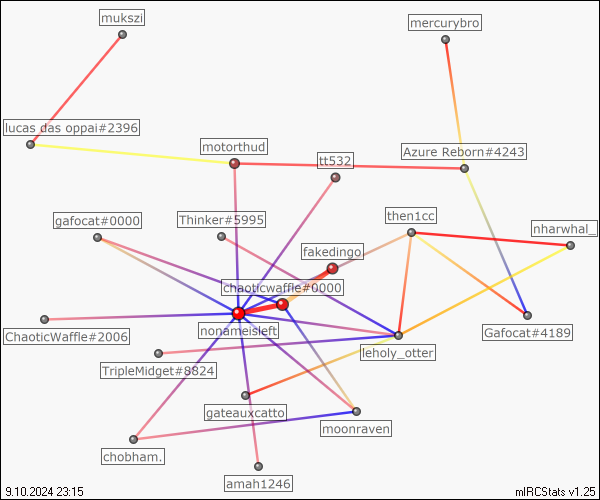 mukszi
mercurybro
lucas das oppai#2396
motorthud
tt532
Azure Reborn#4243
gafocat#0000
Thinker#5995
then1cc
nharwhal_
fakedingo
chaoticwaffle#0000
ChaoticWaffle#2006
nonameisleft
Gafocat#4189
leholy_otter
TripleMidget#8824
gateauxcatto
moonraven
chobham.
amah1246
9.10.2024 23:15
mIRCStats v1.25